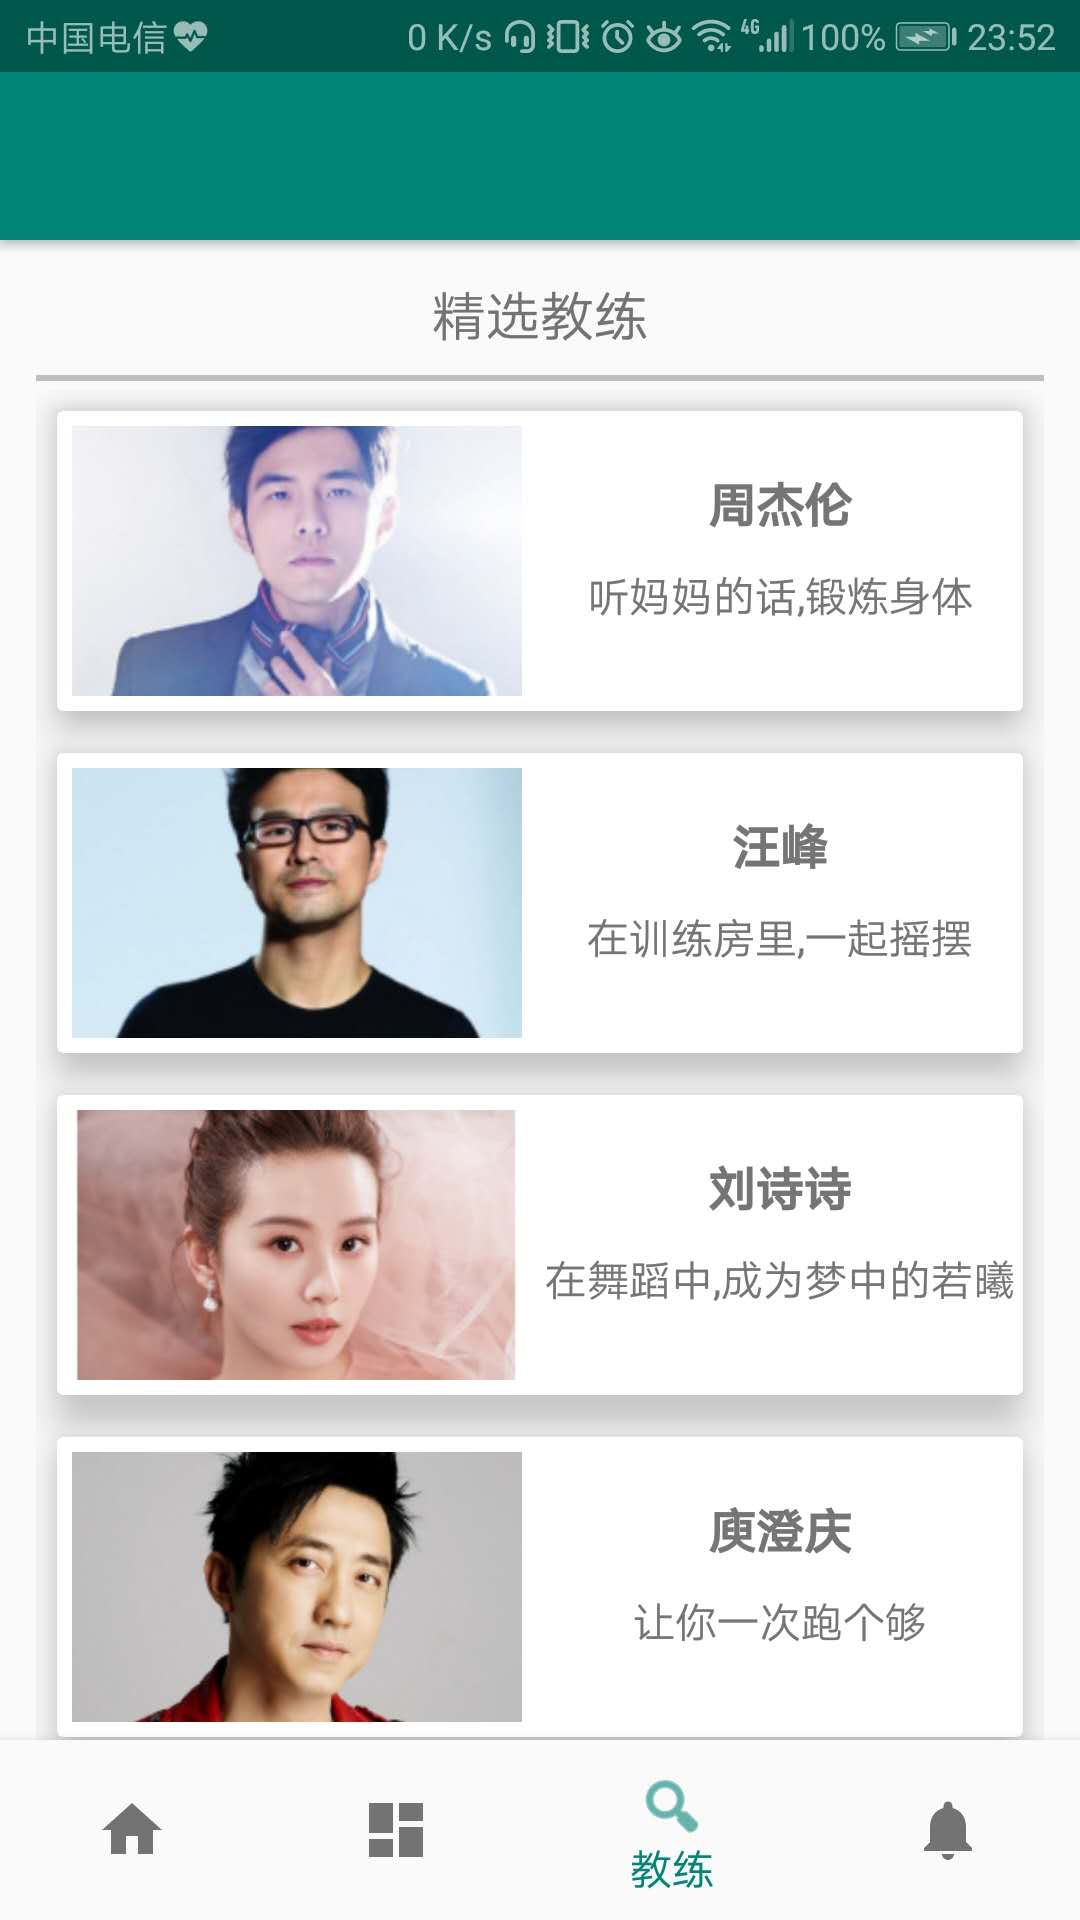 中国电信 0 K/s 4G 100% 23:52
精选教练
周杰伦
听妈妈的话,锻炼身体
汪峰
在训练房里,一起摇摆
刘诗诗
在舞蹈中,成为梦中的若曦
庾澄庆
让你一次跑个够
教练